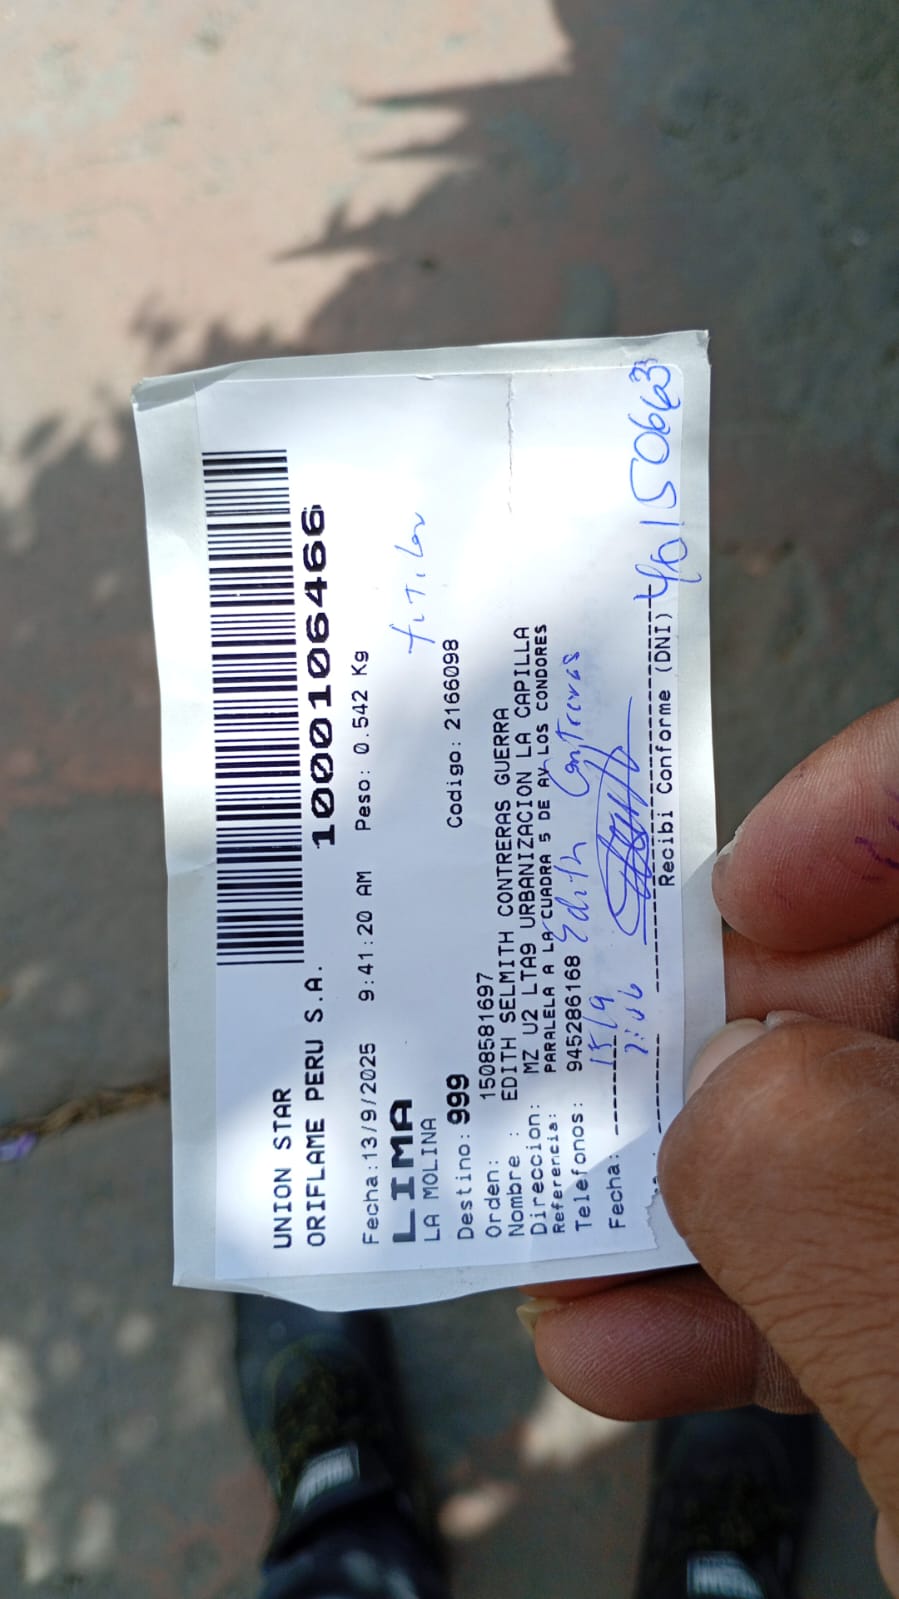 UNION STAR
ORIFLAME PERU S.A.
1000106466
Fecha:13/9/2025 9:41:20 AM Peso: 0.542 Kg
LIMA
LA MOLINA
Titular
Destino: 999 Codigo: 2166098
Orden: 1508581697
Nombre : EDITH SELMITH CONTRERAS GUERRA
Direccion: MZ U2 LTA9 URBANIZACION LA CAPILLA
Referencia: PARALELA A LA CUADRA 5 DE AV LOS CONDORES
Telefonos: 945286168 Edith Contreras
Fecha: 15/9
Recibi Conforme (DNI)